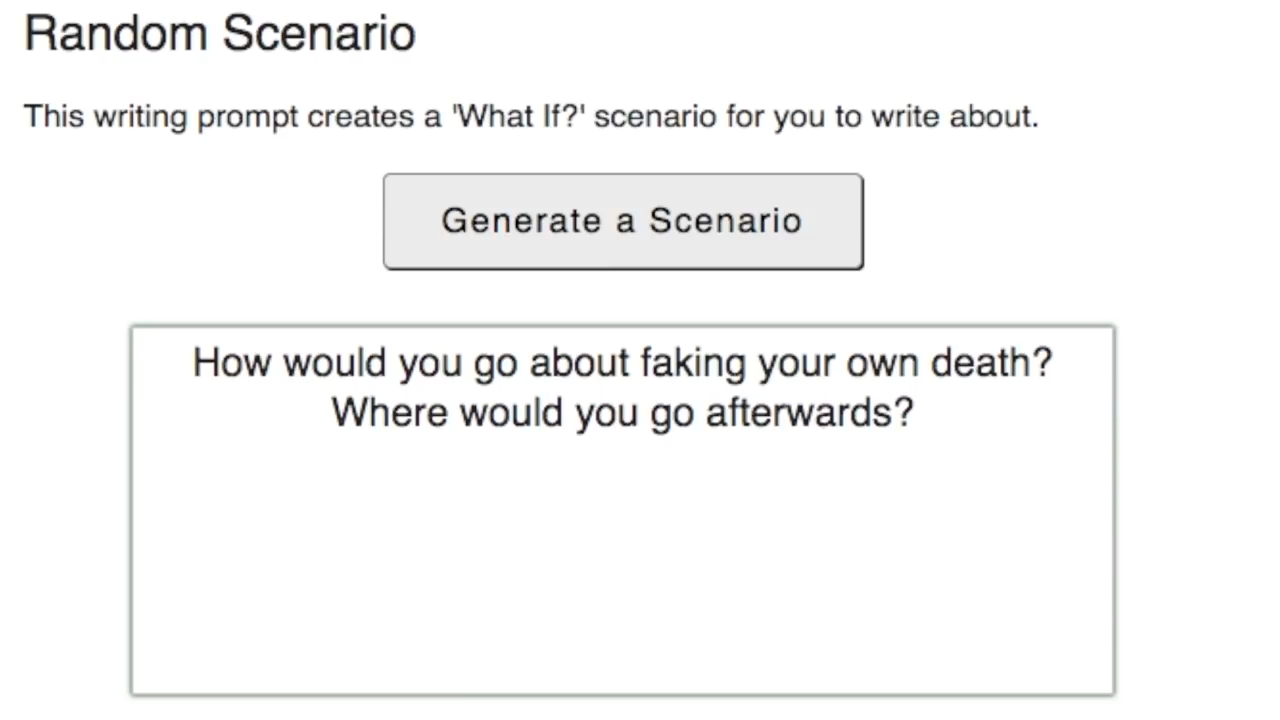 Random Scenario
This writing prompt creates a 'What If?' scenario for you to write about.
Generate a Scenario
How would you go about faking your own death?
Where would you go afterwards?